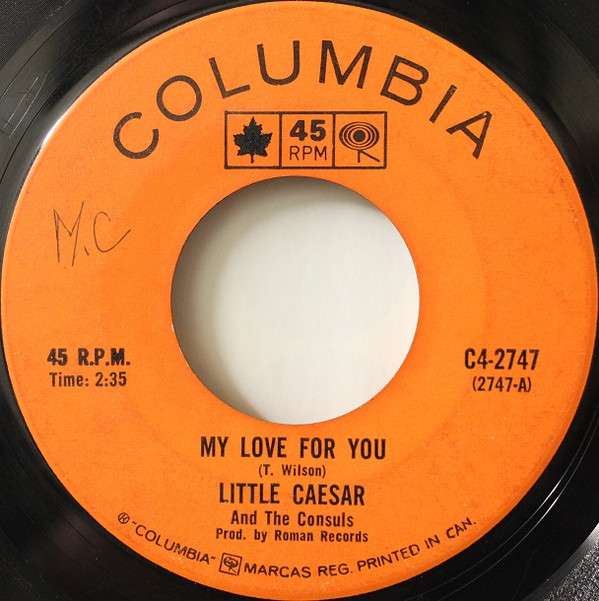 COLUMBIA
45
RPM
M.C
45 R.P.M.
Time: 2:35
C4-2747
(2747-A)
MY LOVE FOR YOU
(T. Wilson)
LITTLE CAESAR
And The Consuls
Prod. by Roman Records
® "COLUMBIA" MARCAS REG. PRINTED IN CAN.